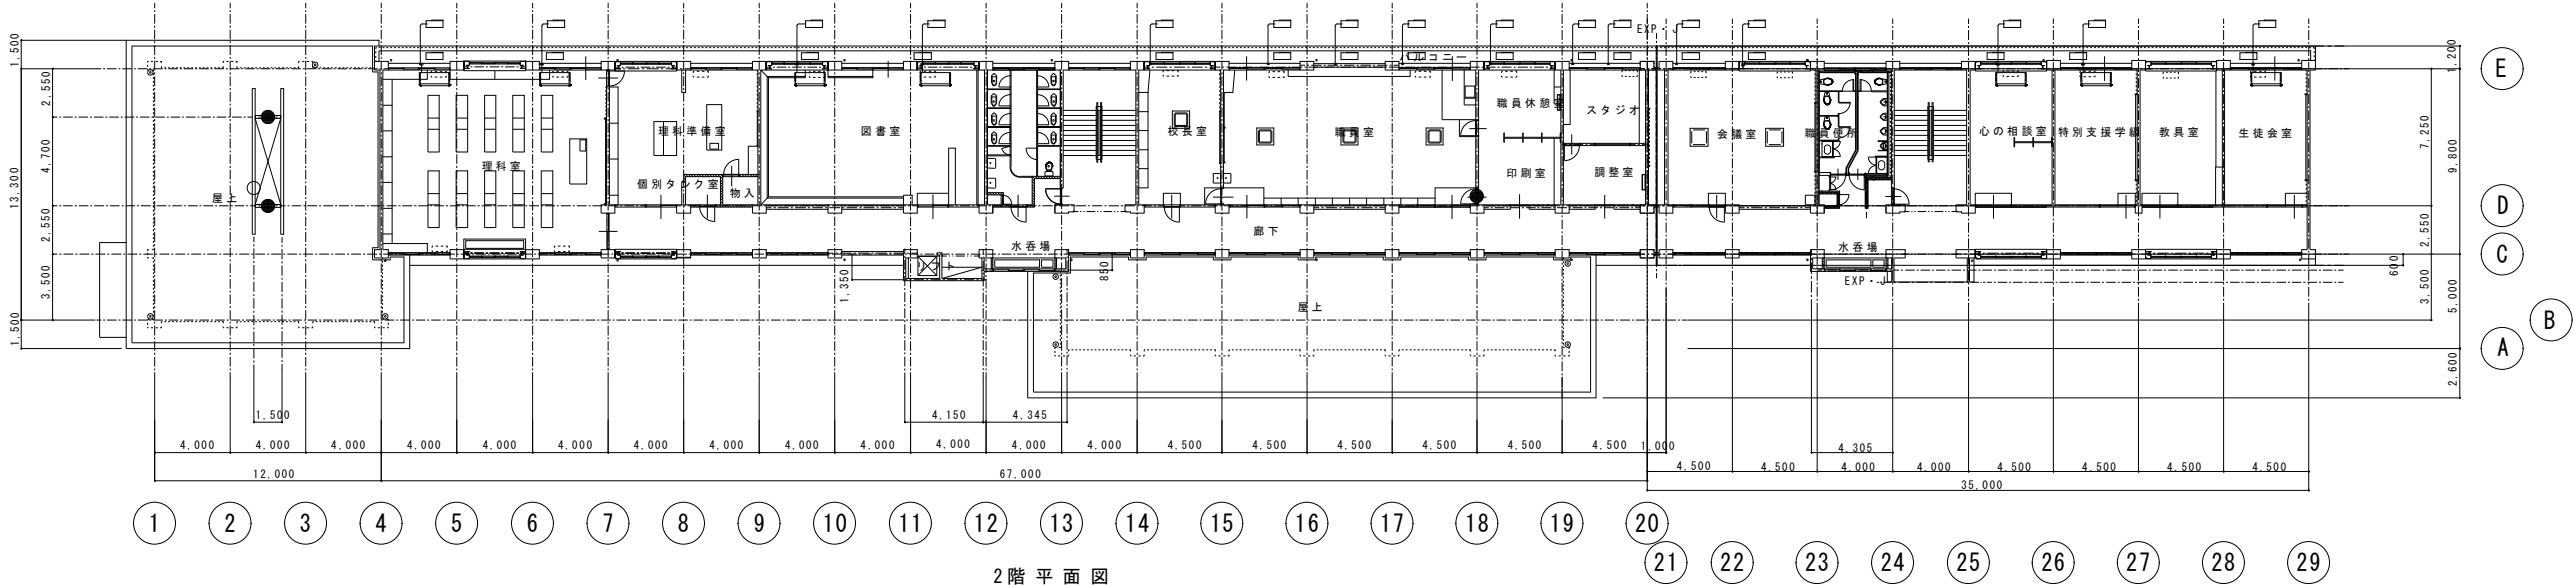 EXP・J
ルコニー
1,500
2,550
4,700
13,300
2,550
3,500
1,500
屋上
理科室
理科準備室
個別タンク室
物入
図書室
校長室
職員室
職員休憩室
スタジオ
印刷室
調整室
会議室
職員便所
心の相談室
特別支援学級
教具室
生徒会室
廊下
水呑場
水呑場
屋上
EXP・J
1,350
850
600
1,200
7,250
9,800
2,550
3,500
5,000
2,600
E
D
C
B
A
1,500
4,150
4,345
4,305
4,000 4,000 4,000 4,000 4,000 4,000 4,000 4,000 4,000 4,000 4,000 4,000 4,000 4,500 4,500 4,500 4,500 4,500 4,500 1,000
4,500 4,500 4,000 4,000 4,500 4,500 4,500 4,500
12,000
67,000
35,000
1 2 3 4 5 6 7 8 9 10 11 12 13 14 15 16 17 18 19 20
21 22 23 24 25 26 27 28 29
2階平面図